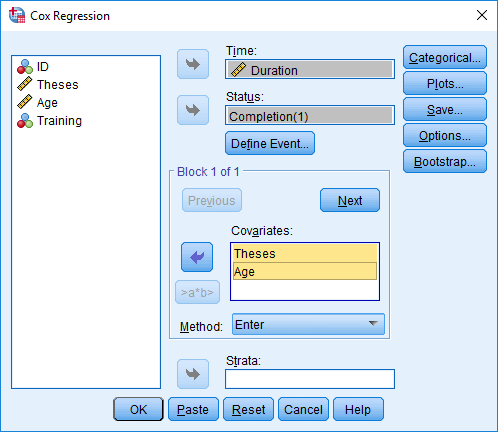 Cox Regression
ID
Theses
Age
Training
Time:
Duration
Status:
Completion(1)
Define Event...
Block 1 of 1
Previous
Next
Covariates:
Theses
Age
>a*b>
Method:
Enter
Strata:
Categorical...
Plots...
Save...
Options...
Bootstrap...
OK
Paste
Reset
Cancel
Help